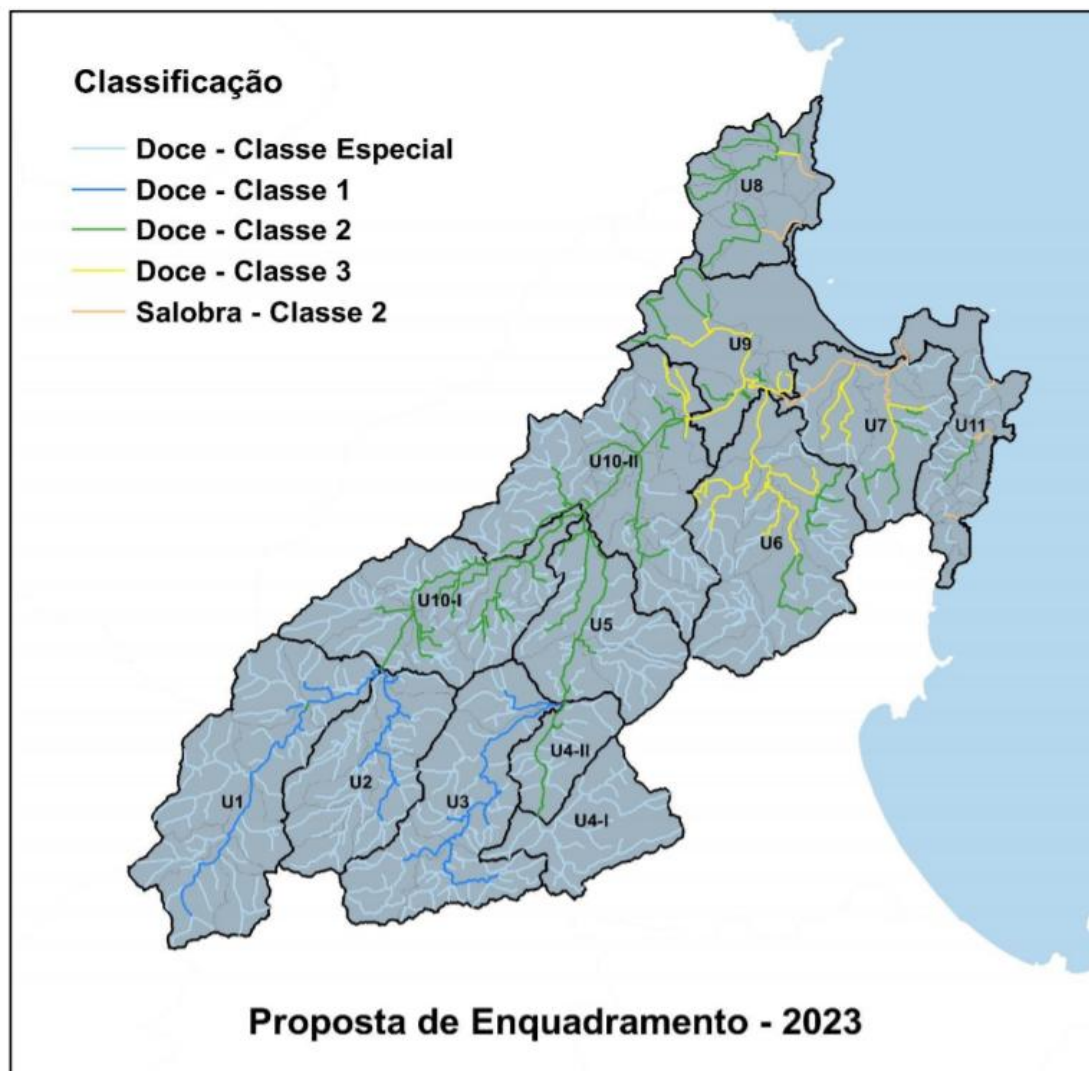 Classificação
Doce - Classe Especial
Doce - Classe 1
Doce - Classe 2
Doce - Classe 3
Salobra - Classe 2
U8
U9
U7
U11
U10-II
U6
U10-I
U5
U4-II
U2
U1
U3
U4-I
Proposta de Enquadramento - 2023